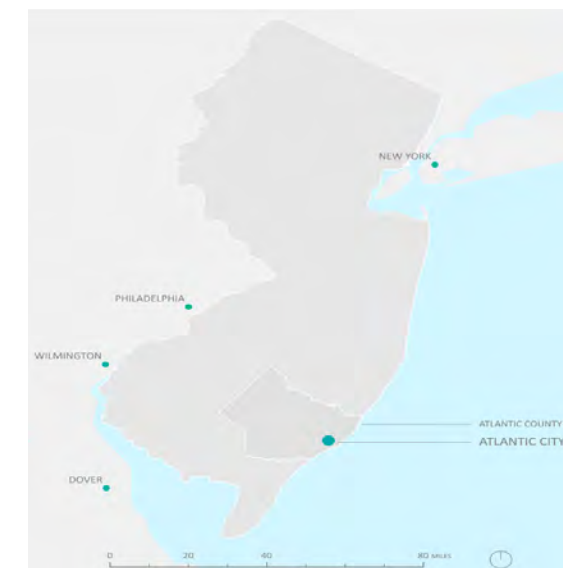 NEW YORK
PHILADELPHIA
WILMINGTON
ATLANTIC COUNTY
ATLANTIC CITY
DOVER
0 20 40 80 MILES